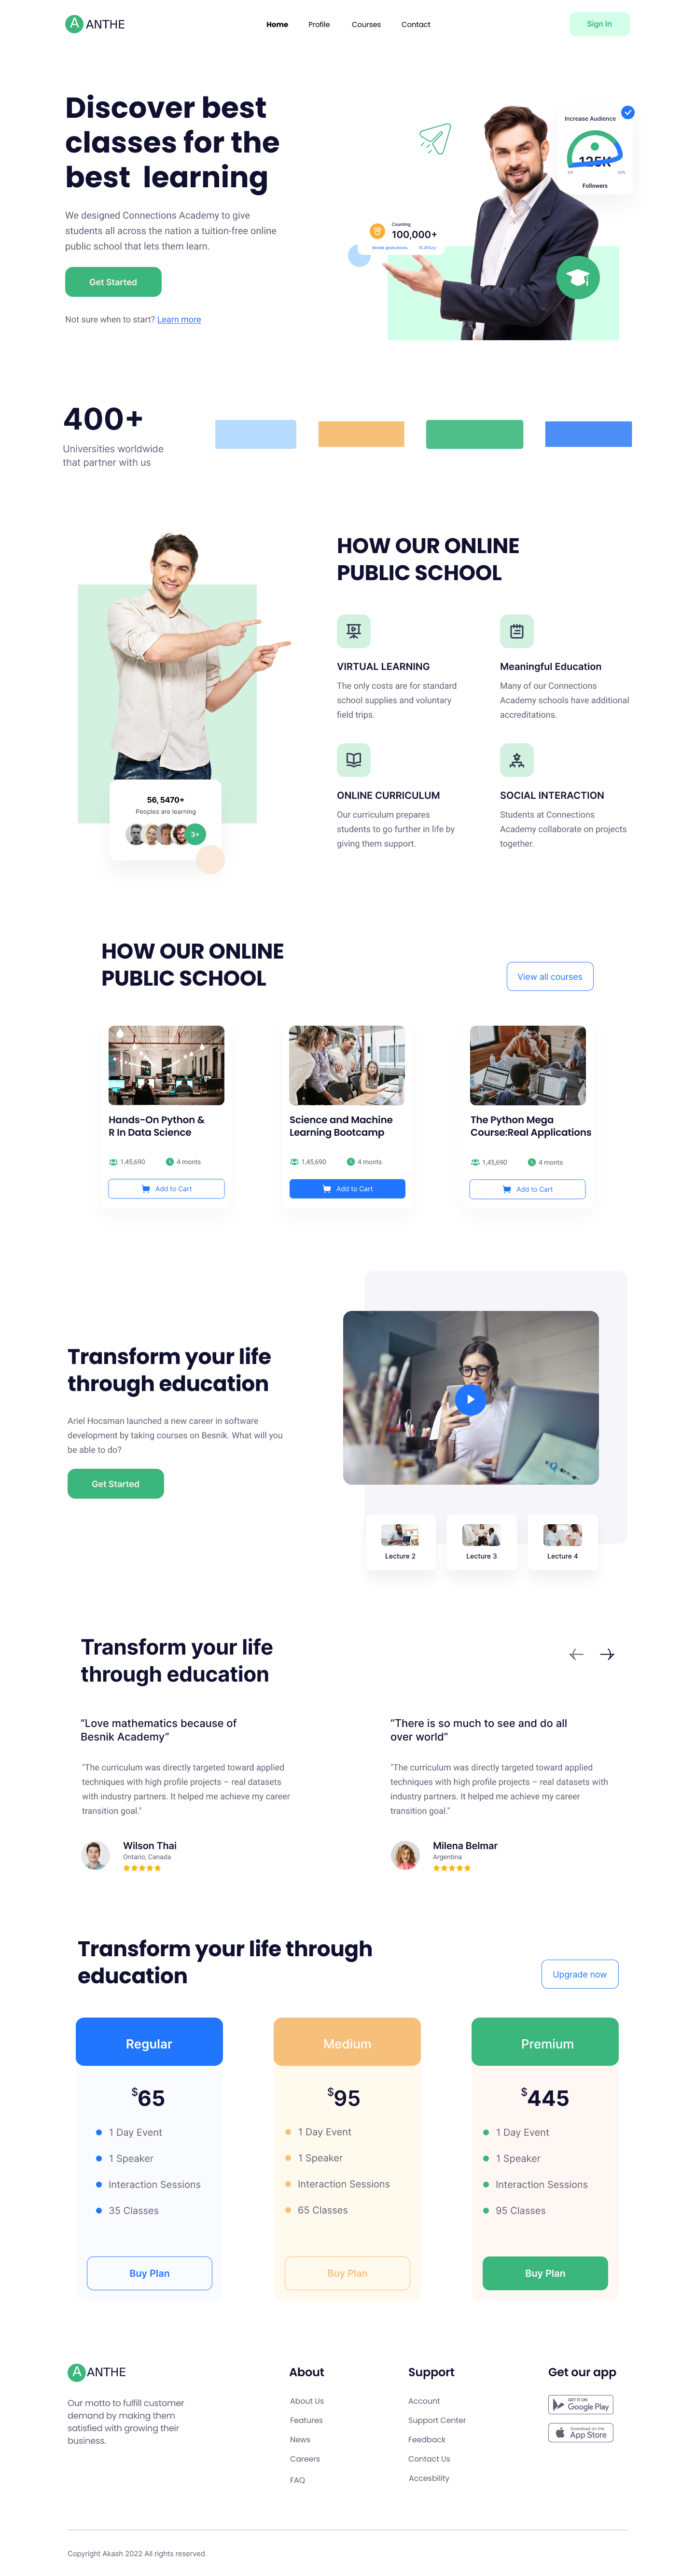 A ANTHE
Home Profile Courses Contact
Sign In
Discover best
classes for the
best learning
We designed Connections Academy to give
students all across the nation a tuition-free online
public school that lets them learn.
Get Started
Not sure when to start? Learn more
Increase Audience
125K
0% 
Followers
Counting
100,000+
400+
Universities worldwide
that partner with us
56, 5470+
Peoples are learning
3+
HOW OUR ONLINE
PUBLIC SCHOOL
VIRTUAL LEARNING
The only costs are for standard
school supplies and voluntary
field trips.
Meaningful Education
Many of our Connections
Academy schools have additional
accreditations.
ONLINE CURRICULUM
Our curriculum prepares
students to go further in life by
giving them support.
SOCIAL INTERACTION
Students at Connections
Academy collaborate on projects
together.
HOW OUR ONLINE
PUBLIC SCHOOL
View all courses
Hands-On Python &
R In Data Science
1,45,690 4 monts
Add to Cart
Science and Machine
Learning Bootcamp
1,45,690 4 monts
Add to Cart
The Python Mega
Course:Real Applications
1,45,690 4 monts
Add to Cart
Transform your life
through education
Ariel Hocsman launched a new career in software
development by taking courses on Besnik. What will you
be able to do?
Get Started
Lecture 2
Lecture 3
Lecture 4
Transform your life
through education
“Love mathematics because of
Besnik Academy”
"The curriculum was directly targeted toward applied
techniques with high profile projects – real datasets
with industry partners. It helped me achieve my career
transition goal."
Wilson Thai
Ontario, Canada
“There is so much to see and do all
over world”
"The curriculum was directly targeted toward applied
techniques with high profile projects – real datasets with
industry partners. It helped me achieve my career
transition goal."
Milena Belmar
Argentina
Transform your life through
education
Upgrade now
Regular
$65
1 Day Event
1 Speaker
Interaction Sessions
35 Classes
Buy Plan
Medium
$95
1 Day Event
1 Speaker
Interaction Sessions
65 Classes
Buy Plan
Premium
$445
1 Day Event
1 Speaker
Interaction Sessions
95 Classes
Buy Plan
A ANTHE
Our motto to fulfill customer
demand by making them
satisfied with growing their
business.
About
About Us
Features
News
Careers
FAQ
Support
Account
Support Center
Feedback
Contact Us
Accesbility
Get our app
GET IT ON
Google Play
Download on the
App Store
Copyright Akash 2022 All rights reserved.